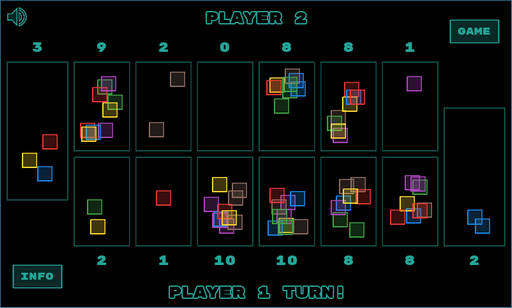 PLAYER 2
GAME
3 9 2 0 8 8 1
2 1 10 10 8 8 2
INFO
PLAYER 1 TURN!